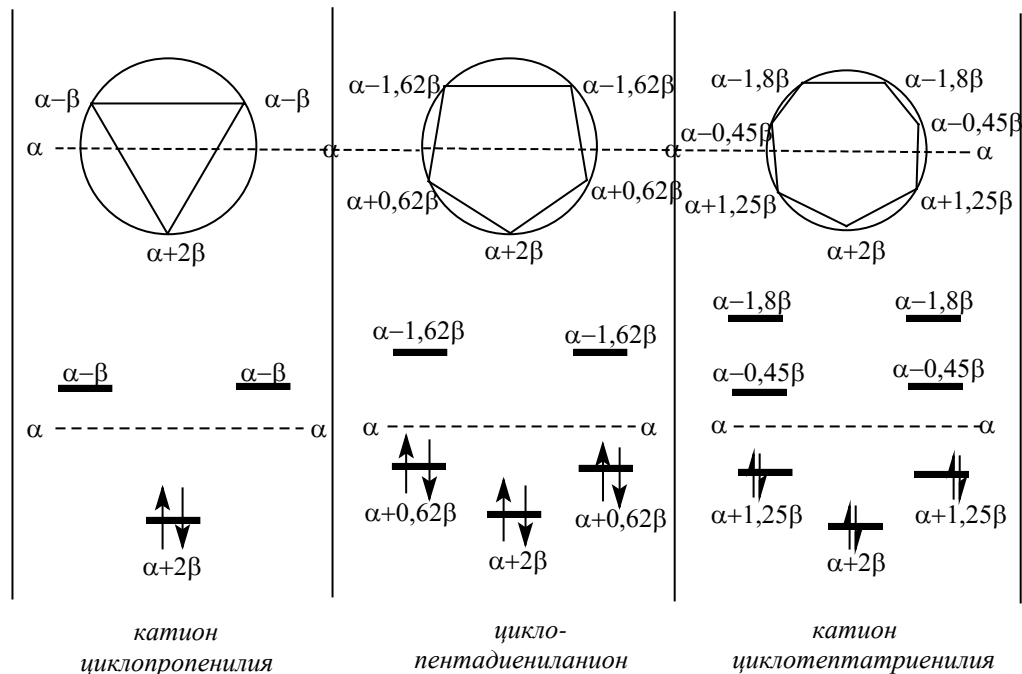 α−β α−β
α
α+2β
α−1,62β α−1,62β
α
α+0,62β α+0,62β
α+2β
α−1,8β α−1,8β
α−0,45β α−0,45β
α α
α+1,25β α+1,25β
α+2β
α−β α−β
α α
α+2β
α−1,62β α−1,62β
α α
α+0,62β α+0,62β
α+2β
α−1,8β α−1,8β
α−0,45β α−0,45β
α α
α+1,25β α+1,25β
α+2β
катион
циклопропенилия
цикло-
пентадиениланион
катион
циклотептатриенилия